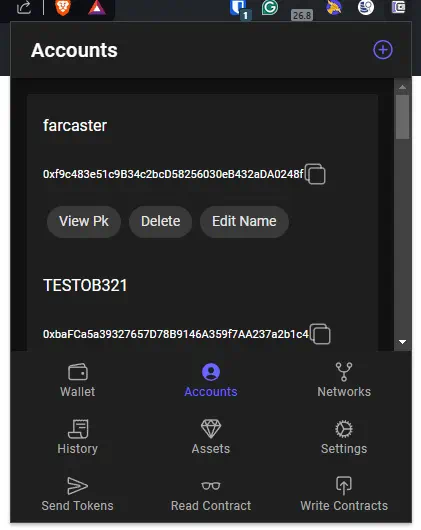 1
26.8
Accounts
farcaster
0xf9c483e51c9B34c2bcD58256030eB432aDA0248f
View Pk Delete Edit Name
TESTOB321
0xbaFCa5a39327657D78B9146A359f7AA237a2b1c4
Wallet Accounts Networks
History Assets Settings
Send Tokens Read Contract Write Contracts